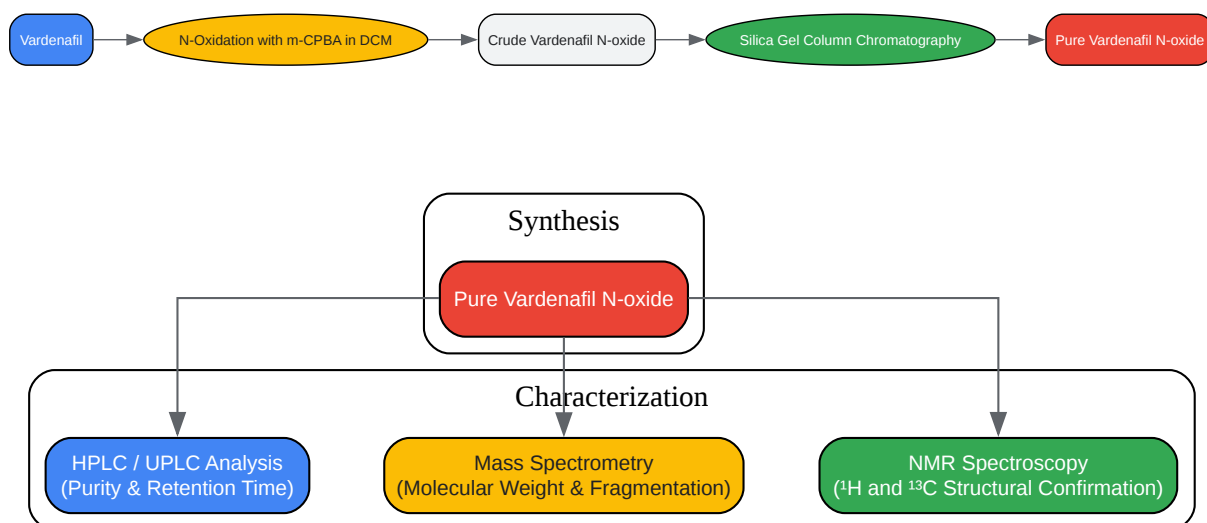 Vardenafil
N-Oxidation with m-CPBA in DCM
Crude Vardenafil N-oxide
Silica Gel Column Chromatography
Pure Vardenafil N-oxide
Synthesis
Pure Vardenafil N-oxide
Characterization
HPLC / UPLC Analysis
(Purity & Retention Time)
Mass Spectrometry
(Molecular Weight & Fragmentation)
NMR Spectroscopy
(¹H and ¹³C Structural Confirmation)